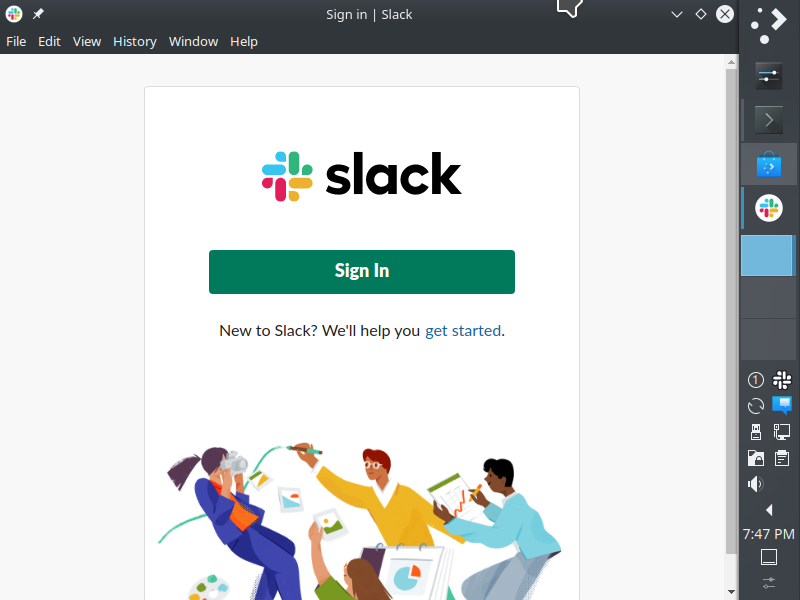 Sign in | Slack
File Edit View History Window Help
slack
Sign In
New to Slack? We'll help you get started.
1
7:47 PM